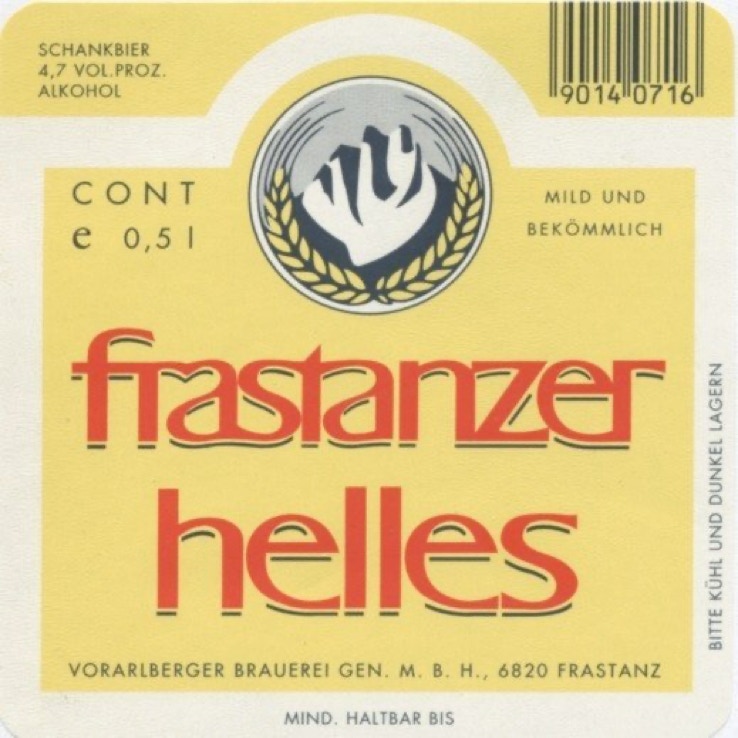 SCHANKBIER
4,7 VOL.PROZ.
ALKOHOL
9014 0716
CONT
e 0,5 l
MILD UND
BEKÖMMLICH
frastanzer
helles
BITTE KÜHL UND DUNKEL LAGERN
VORARLBERGER BRAUEREI GEN. M. B. H., 6820 FRASTANZ
MIND. HALTBAR BIS